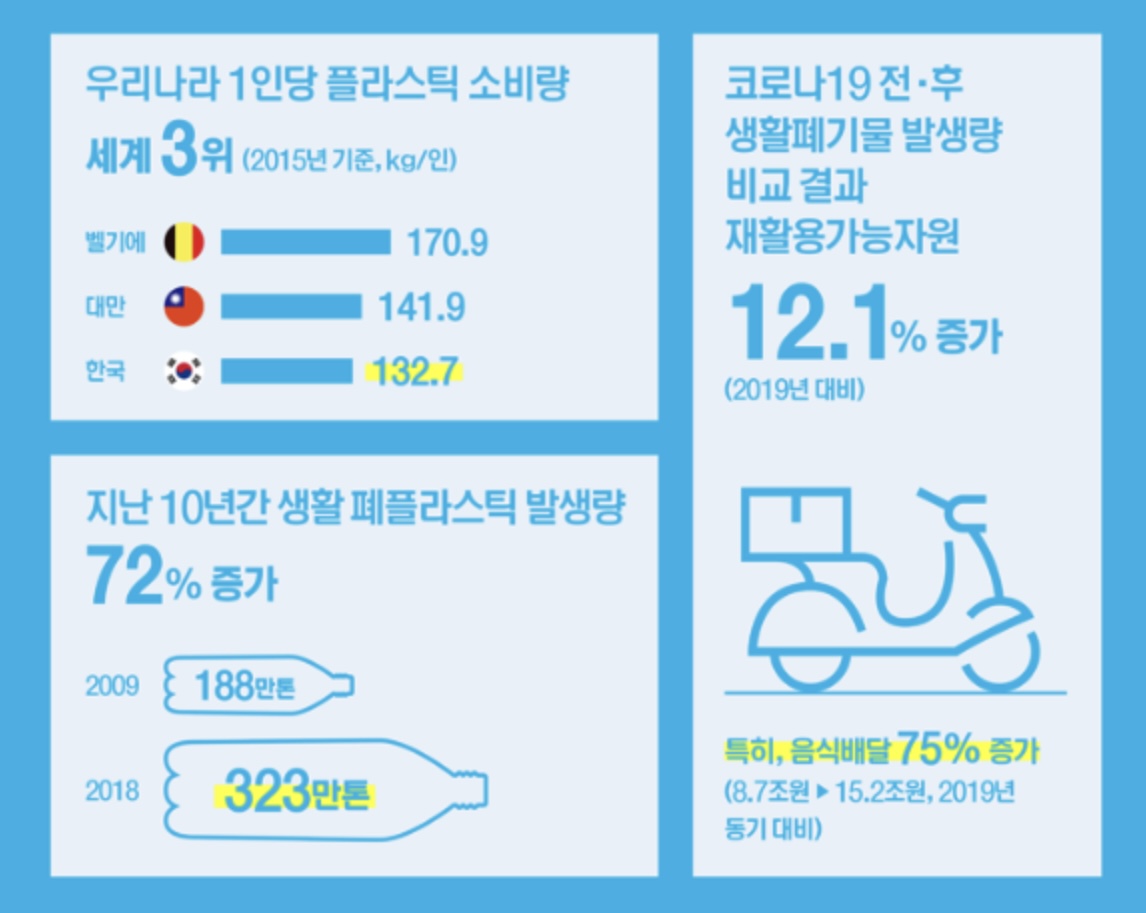 우리나라 1인당 플라스틱 소비량
세계 3위 (2015년 기준, kg/인)
벨기에 170.9
대만 141.9
한국 132.7
지난 10년간 생활 폐플라스틱 발생량
72% 증가
2009 188만톤
2018 323만톤
코로나19 전·후
생활폐기물 발생량
비교 결과
재활용가능자원
12.1% 증가
(2019년 대비)
특히, 음식배달 75% 증가
(8.7조원 ▶ 15.2조원, 2019년
동기 대비)